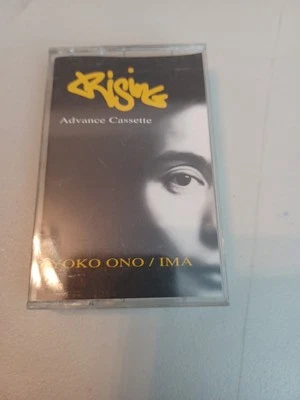 Rising
Advance Cassette
YOKO ONO / IMA